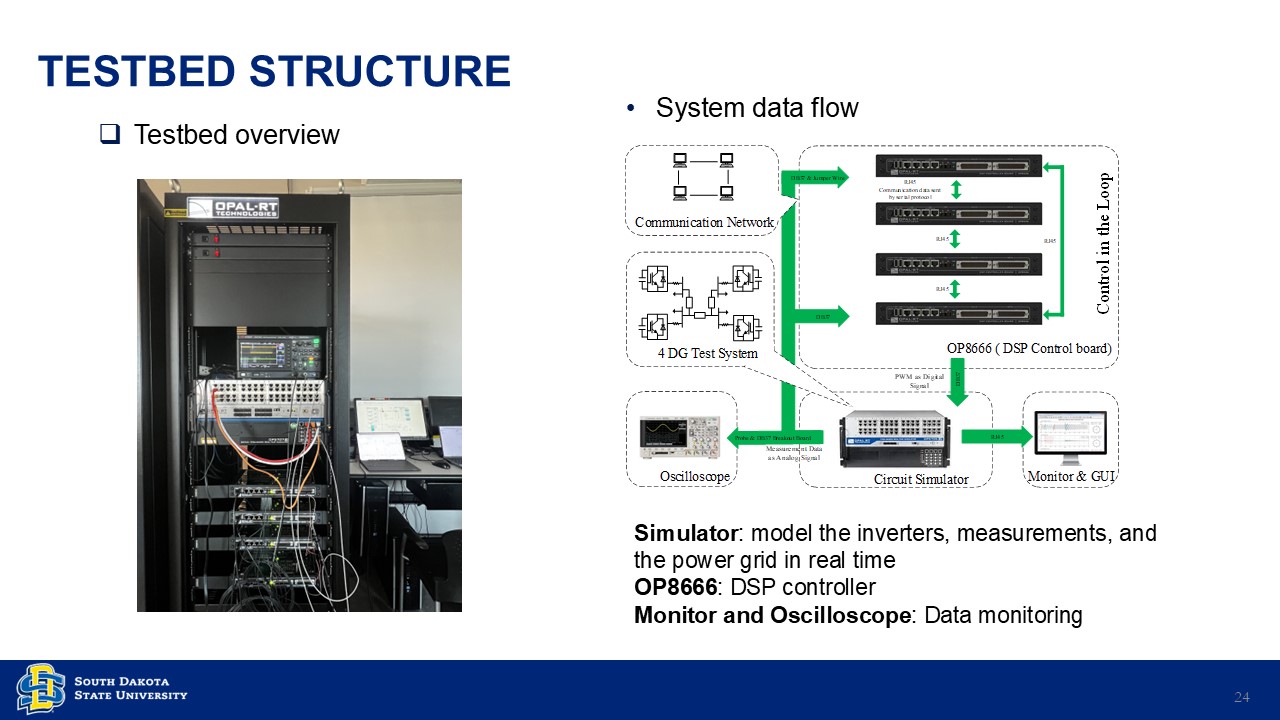 TESTBED STRUCTURE
❑ Testbed overview
OPAL-RT
TECHNOLOGIES
• System data flow
Communication Network
4 DG Test System
DB37 & Jumper Wire
DB37
RJ45
Communication data sent
by serial protocol
RJ45
RJ45
RJ45
Control in the Loop
OP8666 ( DSP Control board)
PWM as Digital
Signal
DB37
Oscilloscope
Probe & DB37 Breakout Board
Measurement Data
as Analog Signal
Circuit Simulator
RJ45
Monitor & GUI
Simulator: model the inverters, measurements, and
the power grid in real time
OP8666: DSP controller
Monitor and Oscilloscope: Data monitoring
SOUTH DAKOTA
STATE UNIVERSITY
24